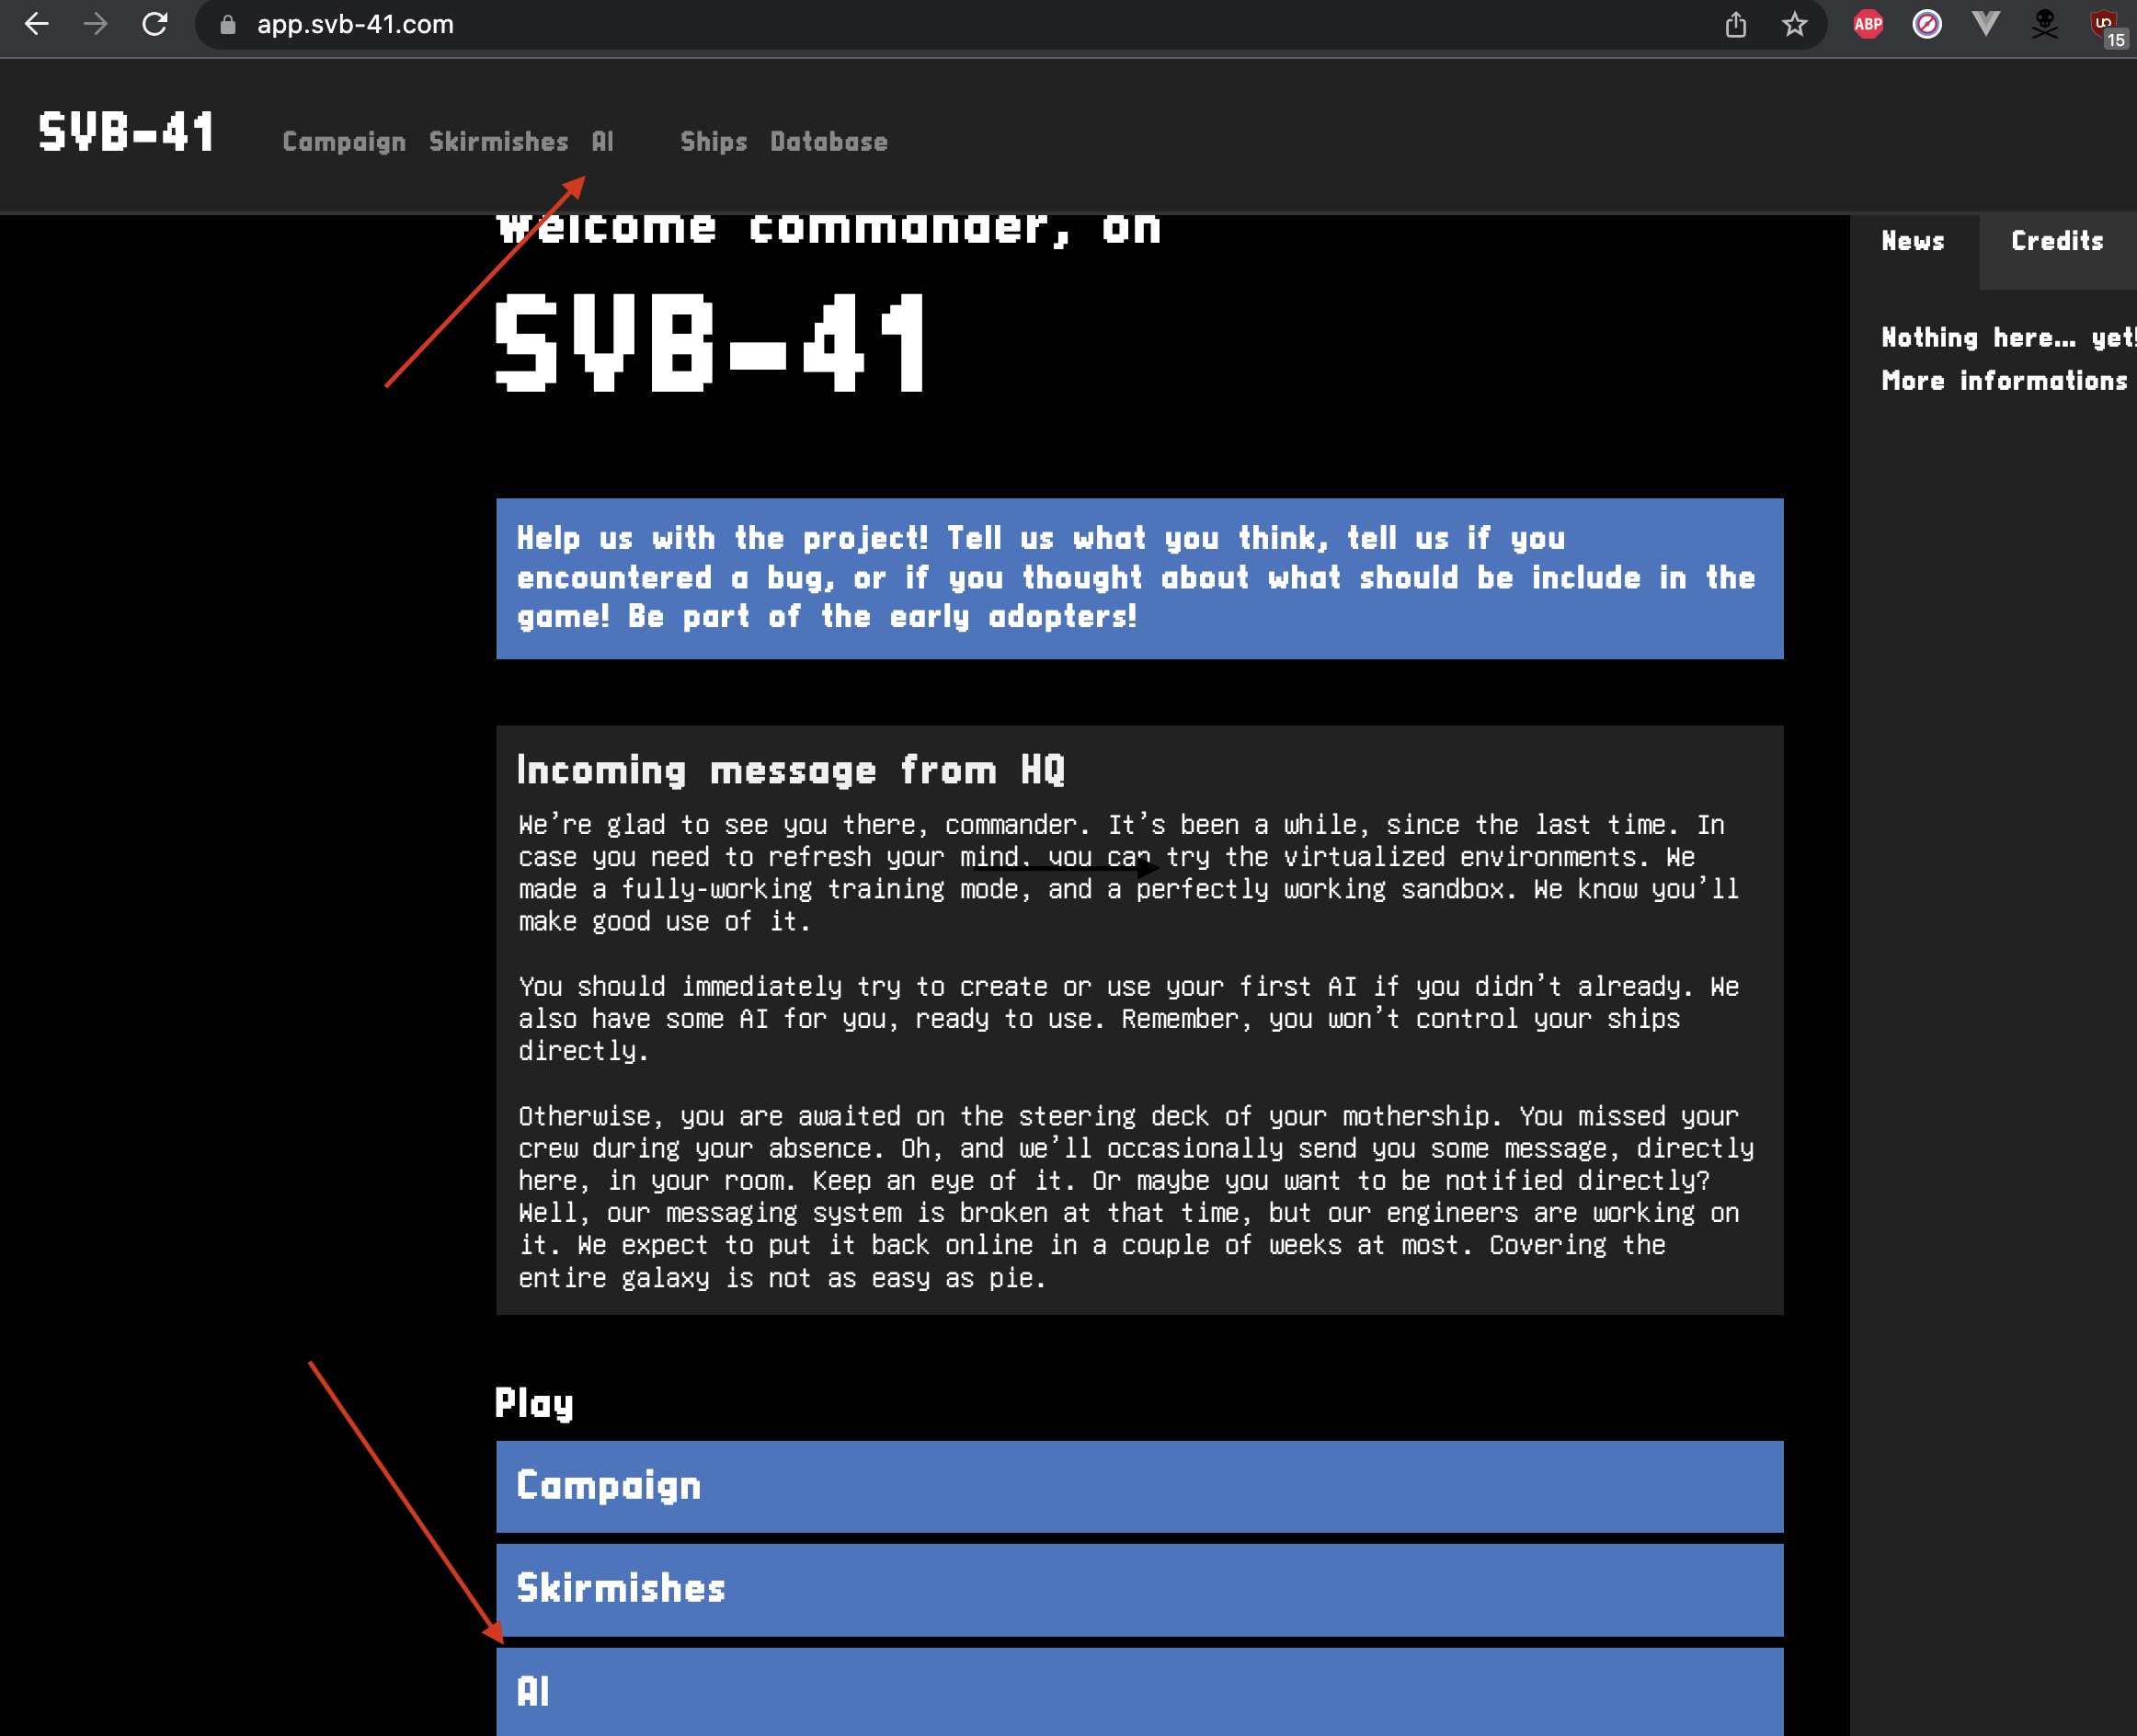 app.svb-41.com
ABP
15
SVB-41
Campaign Skirmishes AI Ships Database
Welcome commander, on
SVB-41
News Credits
Nothing here... yet!
More informations
Help us with the project! Tell us what you think, tell us if you
encountered a bug, or if you thought about what should be include in the
game! Be part of the early adopters!
Incoming message from HQ
We're glad to see you there, commander. It's been a while, since the last time. In
case you need to refresh your mind, you can try the virtualized environments. We
made a fully-working training mode, and a perfectly working sandbox. We know you'll
make good use of it.
You should immediately try to create or use your first AI if you didn't already. We
also have some AI for you, ready to use. Remember, you won't control your ships
directly.
Otherwise, you are awaited on the steering deck of your mothership. You missed your
crew during your absence. Oh, and we'll occasionally send you some message, directly
here, in your room. Keep an eye of it. Or maybe you want to be notified directly?
Well, our messaging system is broken at that time, but our engineers are working on
it. We expect to put it back online in a couple of weeks at most. Covering the
entire galaxy is not as easy as pie.
Play
Campaign
Skirmishes
AI